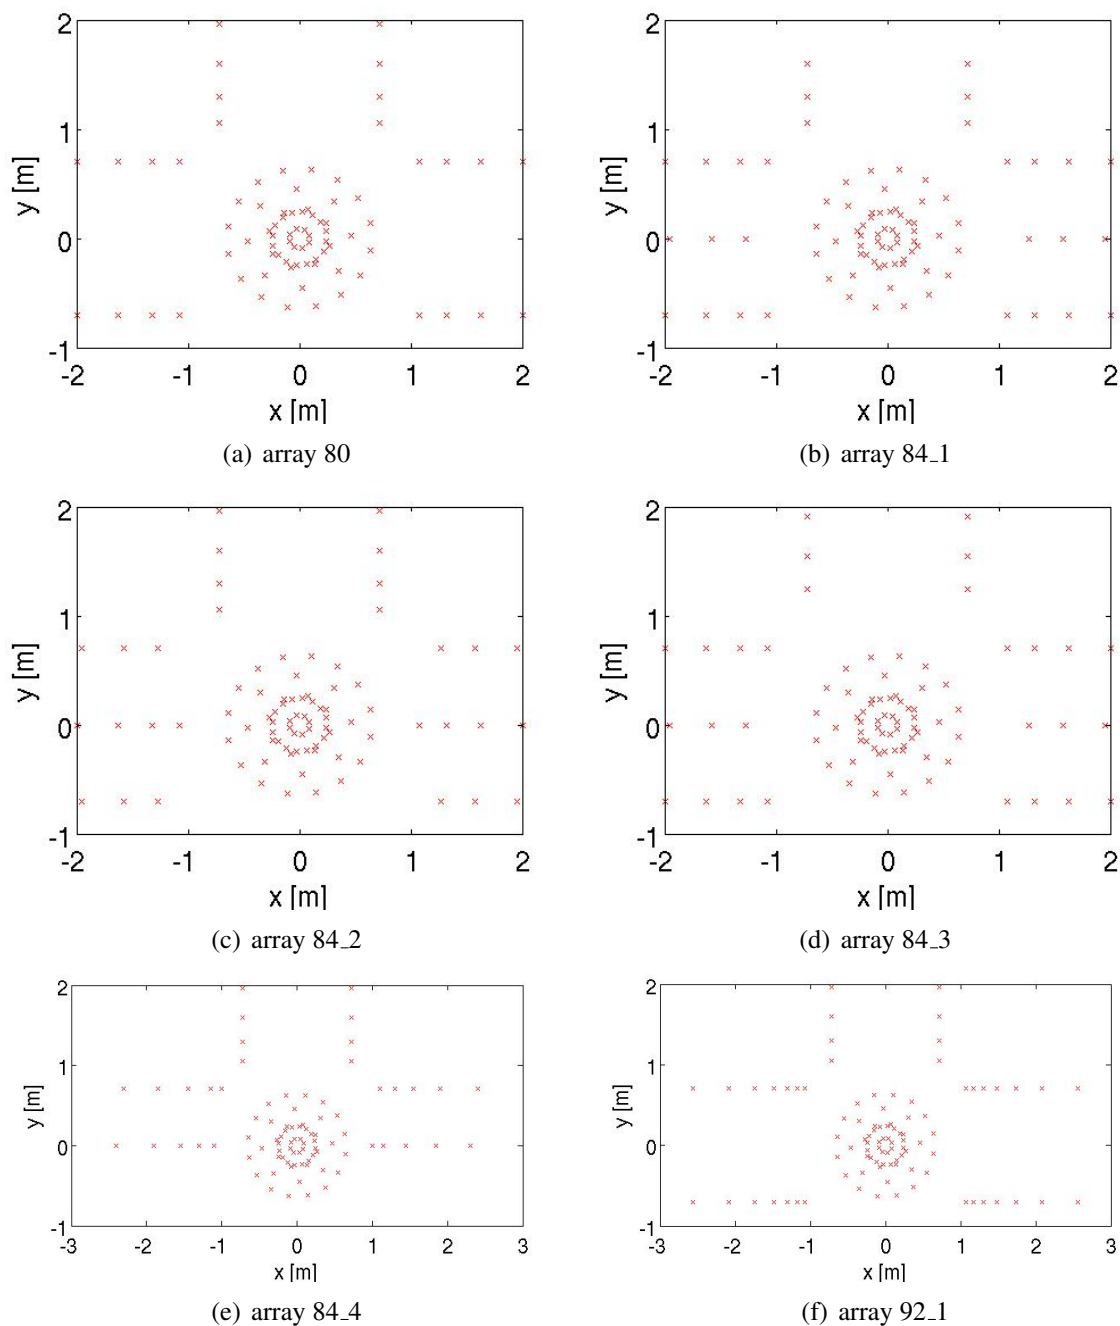 2
1
0
-1
y [m]
-2 -1 0 1 2
x [m]
(a) array 80
2
1
0
-1
y [m]
-2 -1 0 1 2
x [m]
(b) array 84_1
2
1
0
-1
y [m]
-2 -1 0 1 2
x [m]
(c) array 84_2
2
1
0
-1
y [m]
-2 -1 0 1 2
x [m]
(d) array 84_3
2
1
0
-1
y [m]
-3 -2 -1 0 1 2 3
x [m]
(e) array 84_4
2
1
0
-1
y [m]
-3 -2 -1 0 1 2 3
x [m]
(f) array 92_1